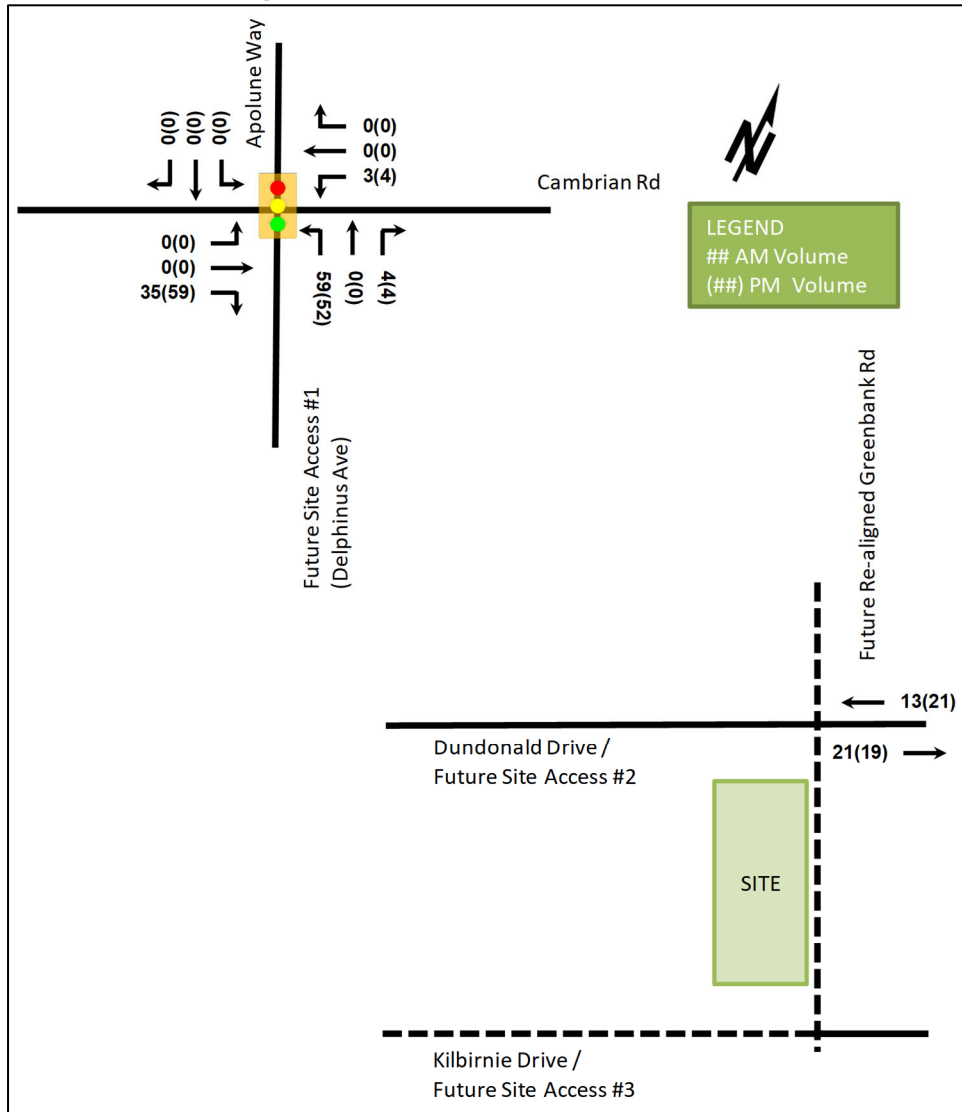 Apolune Way
0(0)
0(0)
0(0)
0(0)
0(0)
3(4)
Cambrian Rd
0(0)
0(0)
35(59)
59(52)
0(0)
4(4)
N
LEGEND
## AM Volume
(##) PM Volume
Future Site Access #1
(Delphinus Ave)
Future Re-aligned Greenbank Rd
13(21)
Dundonald Drive /
Future Site Access #2
21(19)
SITE
Kilbirnie Drive /
Future Site Access #3